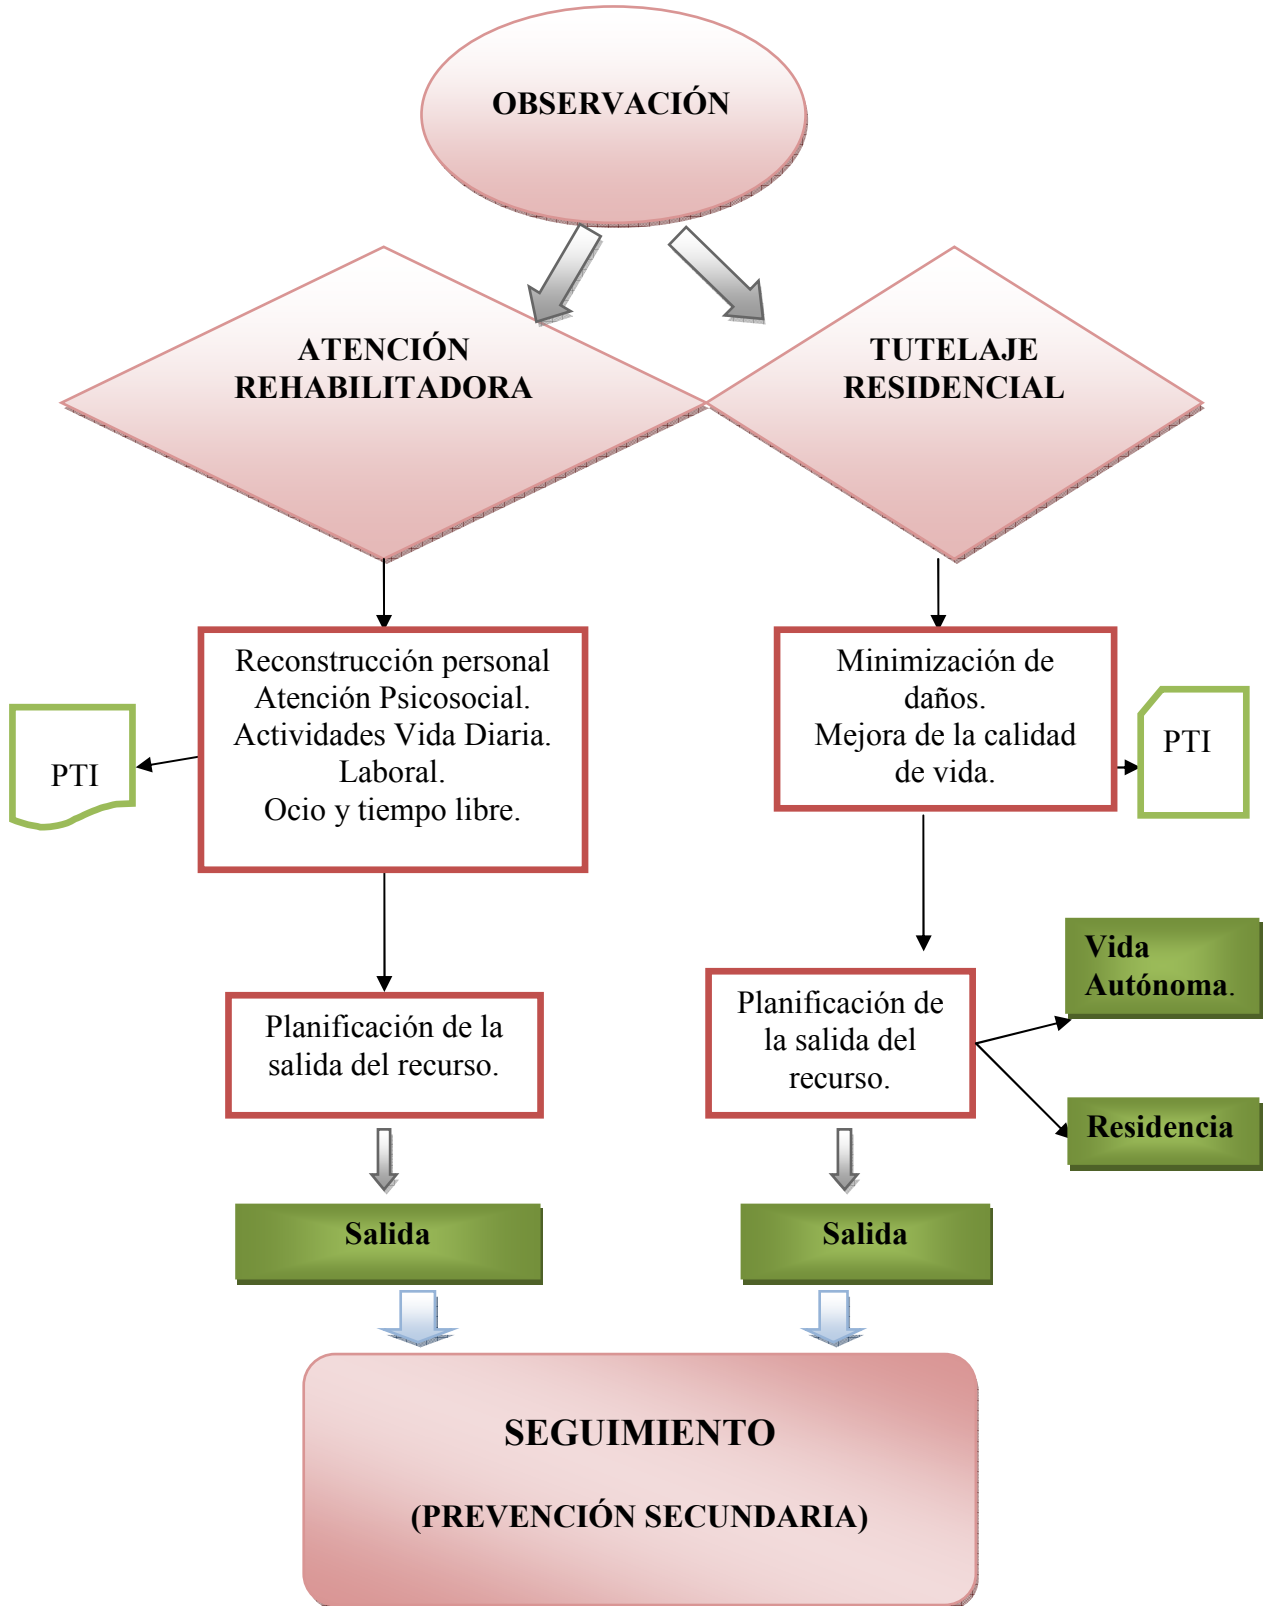 OBSERVACIÓN
ATENCIÓN
REHABILITADORA
TUTELAJE
RESIDENCIAL
Reconstrucción personal
Atención Psicosocial.
Actividades Vida Diaria.
Laboral.
Ocio y tiempo libre.
PTI
Minimización de
daños.
Mejora de la calidad
de vida.
PTI
Planificación de la
salida del recurso.
Planificación de
la salida del
recurso.
Vida
Autónoma.
Residencia
Salida
Salida
SEGUIMIENTO
(PREVENCIÓN SECUNDARIA)